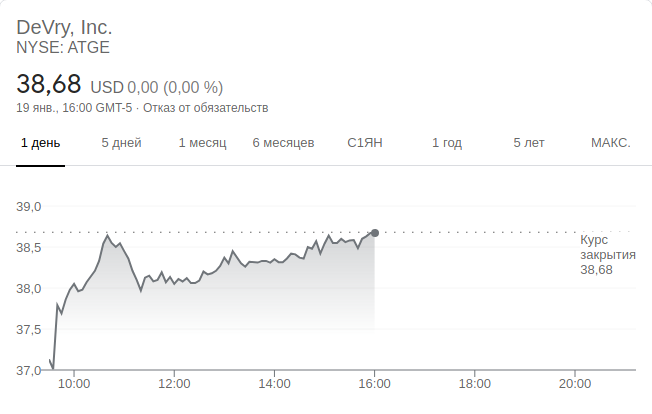 DeVry, Inc.
NYSE: ATGE
38,68 USD 0,00 (0,00 %)
19 янв., 16:00 GMT-5 · Отказ от обязательств
1 день 5 дней 1 месяц 6 месяцев С1ЯН 1 год 5 лет МАКС.
39,0
38,5
38,0
37,5
37,0
Курс
закрытия
38,68
10:00 12:00 14:00 16:00 18:00 20:00